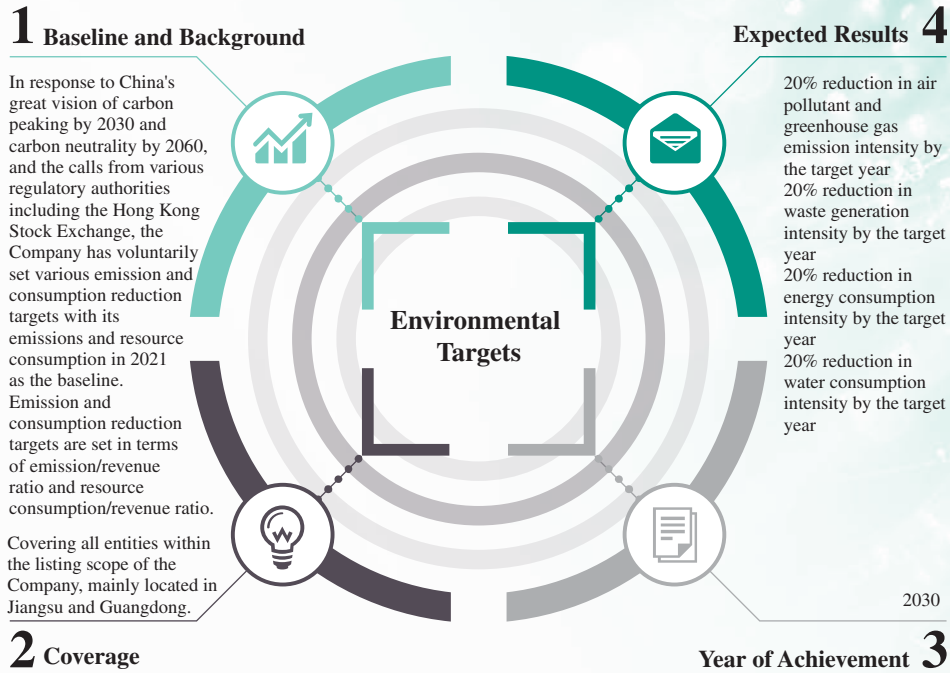 1 Baseline and Background
In response to China's
great vision of carbon
peaking by 2030 and
carbon neutrality by 2060,
and the calls from various
regulatory authorities
including the Hong Kong
Stock Exchange, the
Company has voluntarily
set various emission and
consumption reduction
targets with its
emissions and resource
consumption in 2021
as the baseline.
Emission and
consumption reduction
targets are set in terms
of emission/revenue
ratio and resource
consumption/revenue ratio.
Covering all entities within
the listing scope of the
Company, mainly located in
Jiangsu and Guangdong.
2 Coverage
Environmental
Targets
2030
Year of Achievement 3
Expected Results 4
20% reduction in air
pollutant and
greenhouse gas
emission intensity by
the target year
20% reduction in
waste generation
intensity by the target
year
20% reduction in
energy consumption
intensity by the target
year
20% reduction in
water consumption
intensity by the target
year